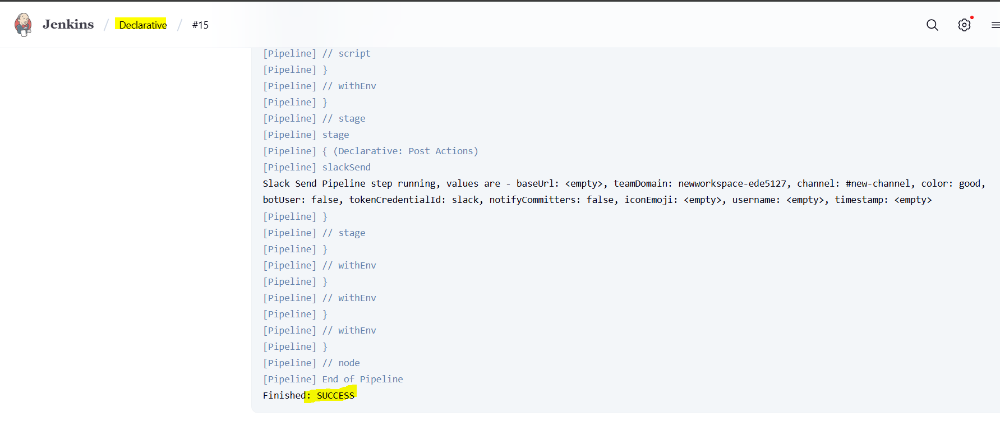 Jenkins / Declarative / #15
[Pipeline] // script
[Pipeline] }
[Pipeline] // withEnv
[Pipeline] }
[Pipeline] // stage
[Pipeline] stage
[Pipeline] { (Declarative: Post Actions)
[Pipeline] slackSend
Slack Send Pipeline step running, values are - baseUrl: <empty>, teamDomain: newworkspace-ede5127, channel: #new-channel, color: good,
botUser: false, tokenCredentialId: slack, notifyCommitters: false, iconEmoji: <empty>, username: <empty>, timestamp: <empty>
[Pipeline] }
[Pipeline] // stage
[Pipeline] }
[Pipeline] // withEnv
[Pipeline] }
[Pipeline] // withEnv
[Pipeline] }
[Pipeline] // withEnv
[Pipeline] }
[Pipeline] // node
[Pipeline] End of Pipeline
Finished: SUCCESS